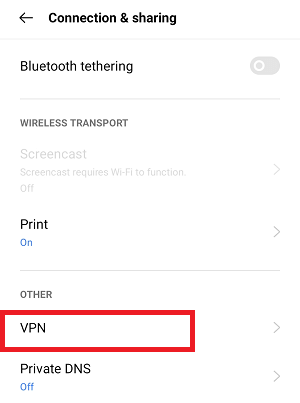 Connection & sharing
Bluetooth tethering
WIRELESS TRANSPORT
Screencast
Screencast requires Wi-Fi to function.
Off
Print
On
OTHER
VPN
Private DNS
Off